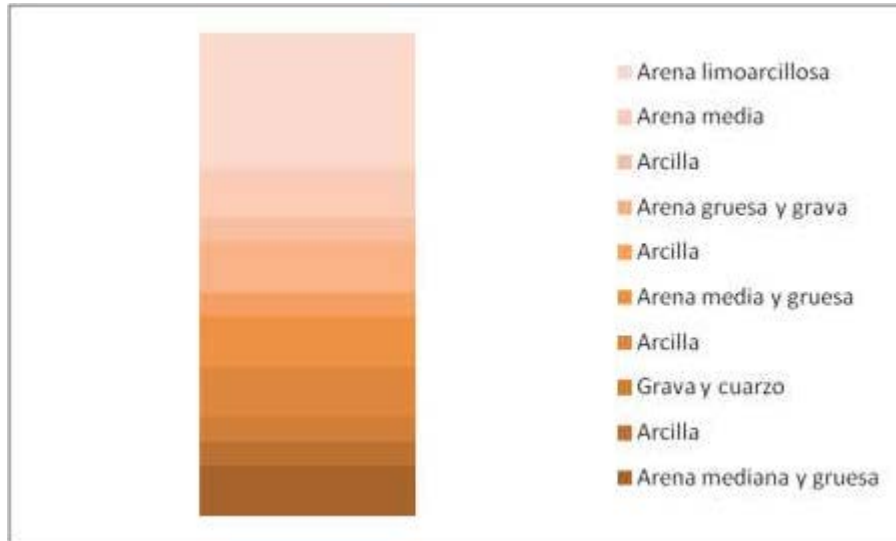 Arena limoarcillosa
Arena media
Arcilla
Arena gruesa y grava
Arcilla
Arena media y gruesa
Arcilla
Grava y cuarzo
Arcilla
Arena mediana y gruesa